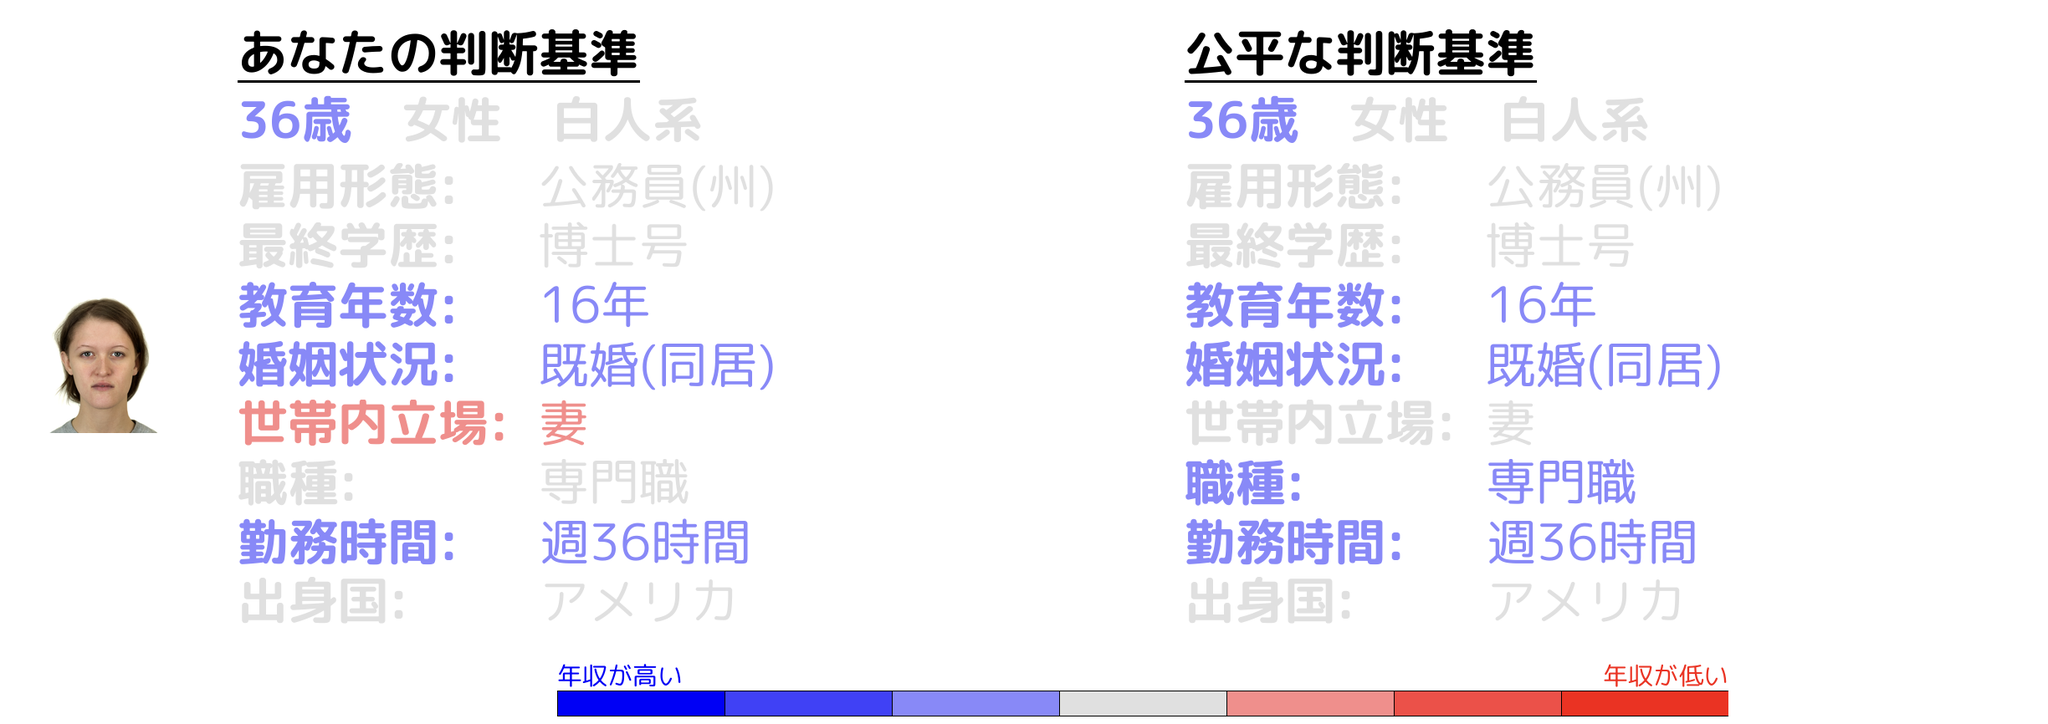 あなたの判断基準
36歳 女性 白人系
雇用形態: 公務員(州)
最終学歴: 博士号
教育年数: 16年
婚姻状況: 既婚(同居)
世帯内立場: 妻
職種: 専門職
勤務時間: 週36時間
出身国: アメリカ
公平な判断基準
36歳 女性 白人系
雇用形態: 公務員(州)
最終学歴: 博士号
教育年数: 16年
婚姻状況: 既婚(同居)
世帯内立場: 妻
職種: 専門職
勤務時間: 週36時間
出身国: アメリカ
年収が高い
年収が低い